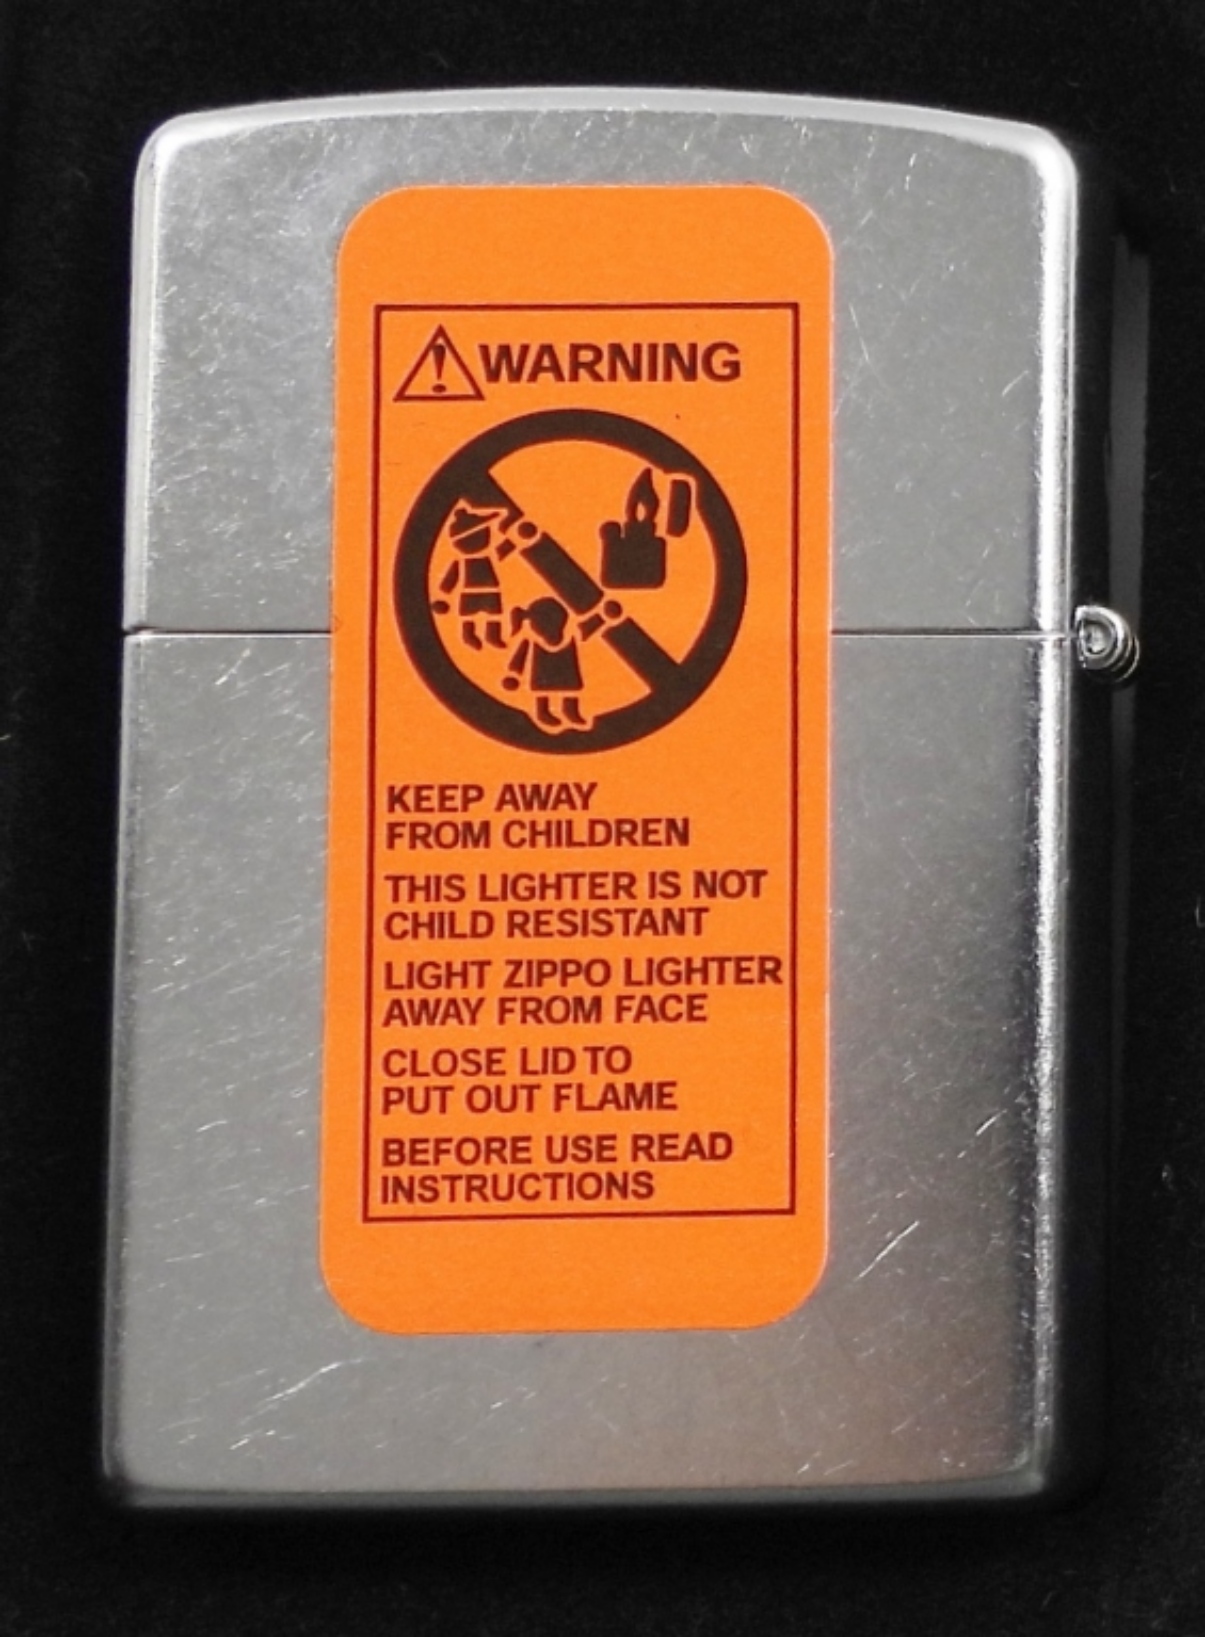 WARNING
KEEP AWAY
FROM CHILDREN
THIS LIGHTER IS NOT
CHILD RESISTANT
LIGHT ZIPPO LIGHTER
AWAY FROM FACE
CLOSE LID TO
PUT OUT FLAME
BEFORE USE READ
INSTRUCTIONS